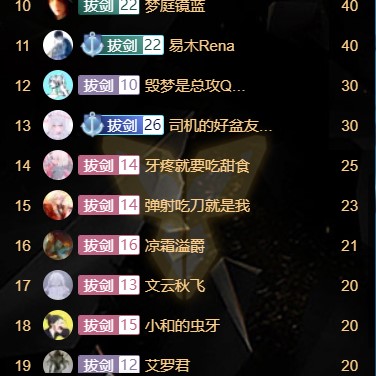 10 拔剑 22 梦庭镜蓝 40
11 拔剑 22 易木Rena 40
12 拔剑 10 毁梦是总攻Q... 30
13 拔剑 26 司机的好盆友... 30
14 拔剑 14 牙疼就要吃甜食 25
15 拔剑 14 弹射吃刀就是我 23
16 拔剑 16 凉霜溢爵 21
17 拔剑 13 文云秋飞 20
18 拔剑 15 小和的虫牙 20
19 拔剑 12 艾罗君 20